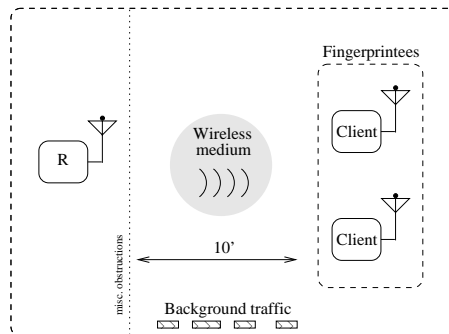 Fingerprintees
Client
R
Wireless
medium
Client
misc. obstructions
10'
Background traffic